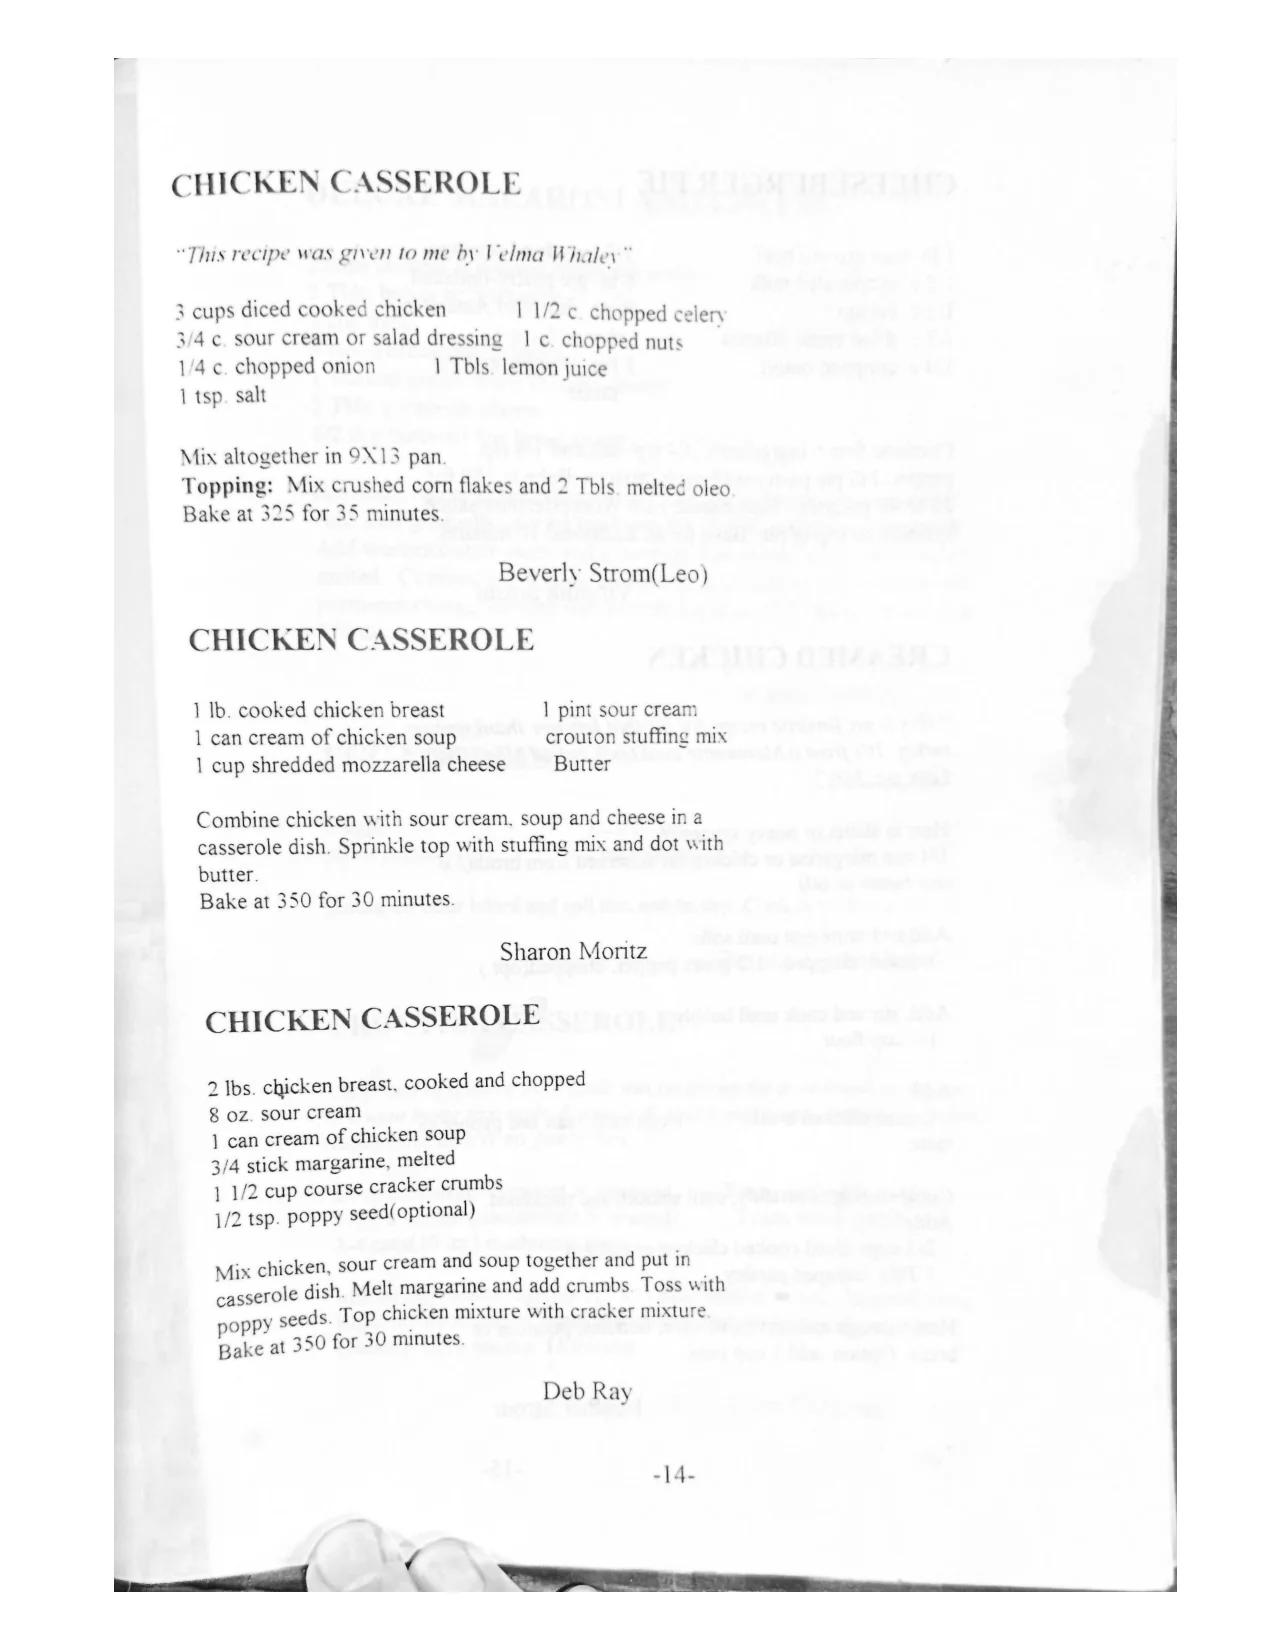 CHICKEN CASSEROLE
"This recipe was given to me by Velma Whaley"
3 cups diced cooked chicken 1 1/2 c. chopped celery
3/4 c. sour cream or salad dressing 1 c. chopped nuts
1/4 c. chopped onion 1 Tbls. lemon juice
1 tsp. salt
Mix altogether in 9X13 pan.
Topping: Mix crushed corn flakes and 2 Tbls. melted oleo.
Bake at 325 for 35 minutes.
Beverly Strom(Leo)
CHICKEN CASSEROLE
1 lb. cooked chicken breast 1 pint sour cream
1 can cream of chicken soup crouton stuffing mix
1 cup shredded mozzarella cheese Butter
Combine chicken with sour cream, soup and cheese in a
casserole dish. Sprinkle top with stuffing mix and dot with
butter.
Bake at 350 for 30 minutes.
Sharon Moritz
CHICKEN CASSEROLE
2 lbs. chicken breast, cooked and chopped
8 oz. sour cream
1 can cream of chicken soup
3/4 stick margarine, melted
1 1/2 cup course cracker crumbs
1/2 tsp. poppy seed(optional)
Mix chicken, sour cream and soup together and put in
casserole dish. Melt margarine and add crumbs. Toss with
poppy seeds. Top chicken mixture with cracker mixture.
Bake at 350 for 30 minutes.
Deb Ray
-14-